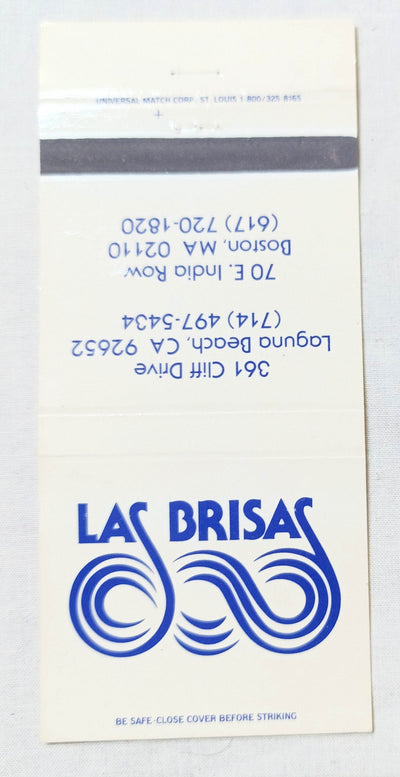 UNIVERSAL MATCH CORP. ST. LOUIS 1-800/325-8165
361 Cliff Drive
Laguna Beach, CA 92652
(714) 497-5434
70 E. India Row
Boston, MA 02110
(617) 720-1820
LAS BRISAS
BE SAFE-CLOSE COVER BEFORE STRIKING